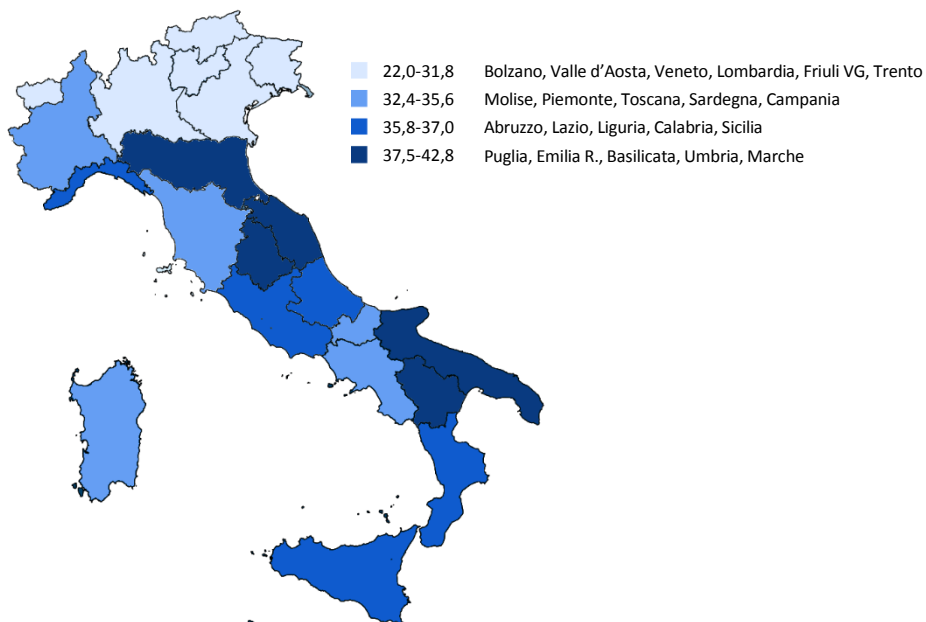 22,0-31,8 Bolzano, Valle d’Aosta, Veneto, Lombardia, Friuli VG, Trento
32,4-35,6 Molise, Piemonte, Toscana, Sardegna, Campania
35,8-37,0 Abruzzo, Lazio, Liguria, Calabria, Sicilia
37,5-42,8 Puglia, Emilia R., Basilicata, Umbria, Marche